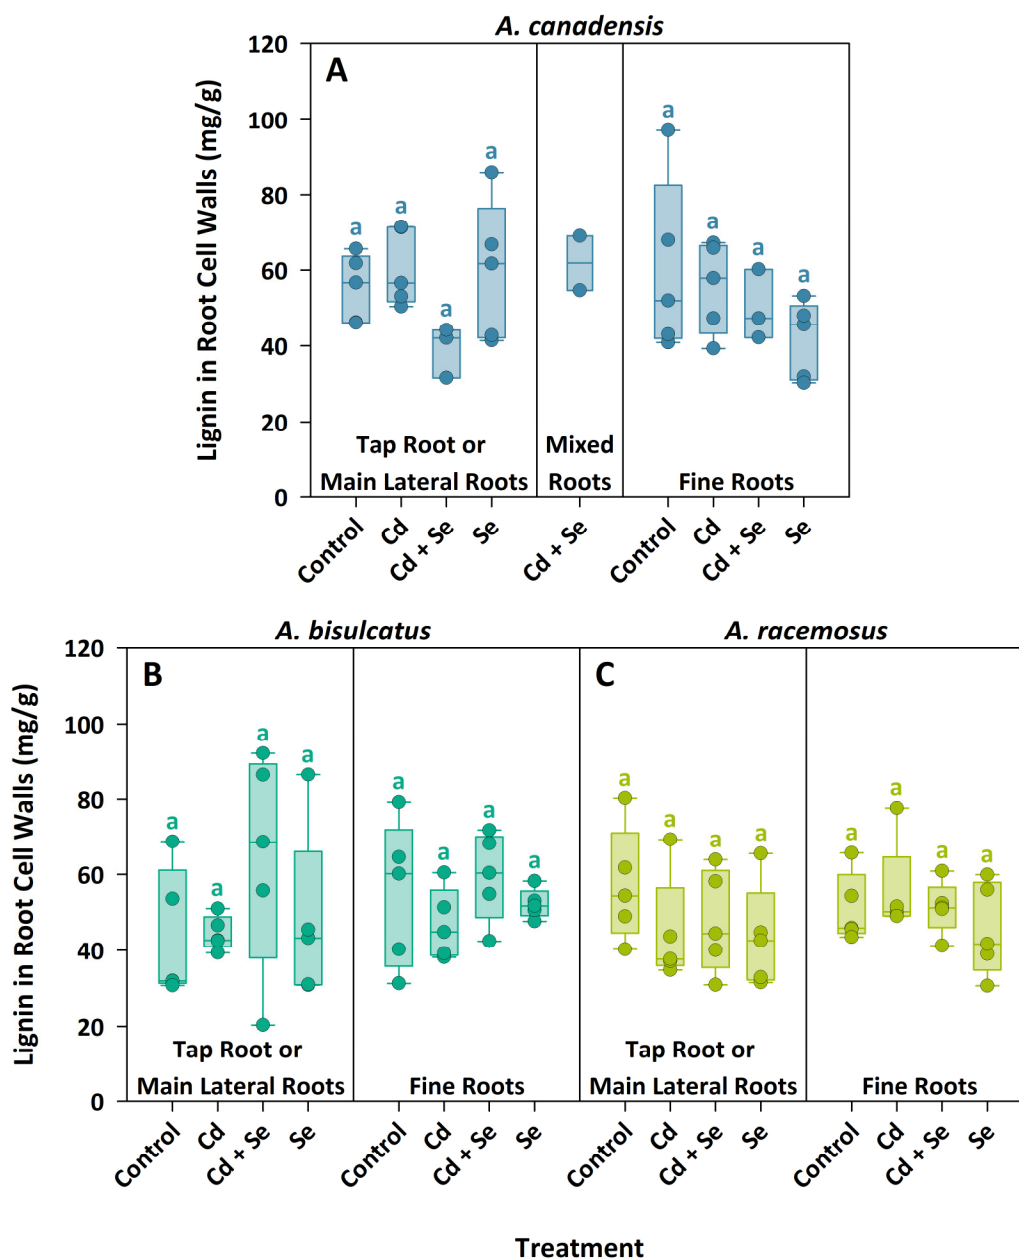 A. canadensis
Lignin in Root Cell Walls (mg/g)
120
100
80
60
40
20
0
A
a
a
a
a
a
a
a
a
Tap Root or
Main Lateral Roots
Mixed
Roots
Fine Roots
Control
Cd
Cd + Se
Se
Cd + Se
Control
Cd
Cd + Se
Se
A. bisulcatus
A. racemosus
Lignin in Root Cell Walls (mg/g)
120
100
80
60
40
20
0
B
a
a
a
a
a
a
a
a
Tap Root or
Main Lateral Roots
Fine Roots
C
a
a
a
a
a
a
a
a
Tap Root or
Main Lateral Roots
Fine Roots
Control
Cd
Cd + Se
Se
Control
Cd
Cd + Se
Se
Control
Cd
Cd + Se
Se
Control
Cd
Cd + Se
Se
Treatment